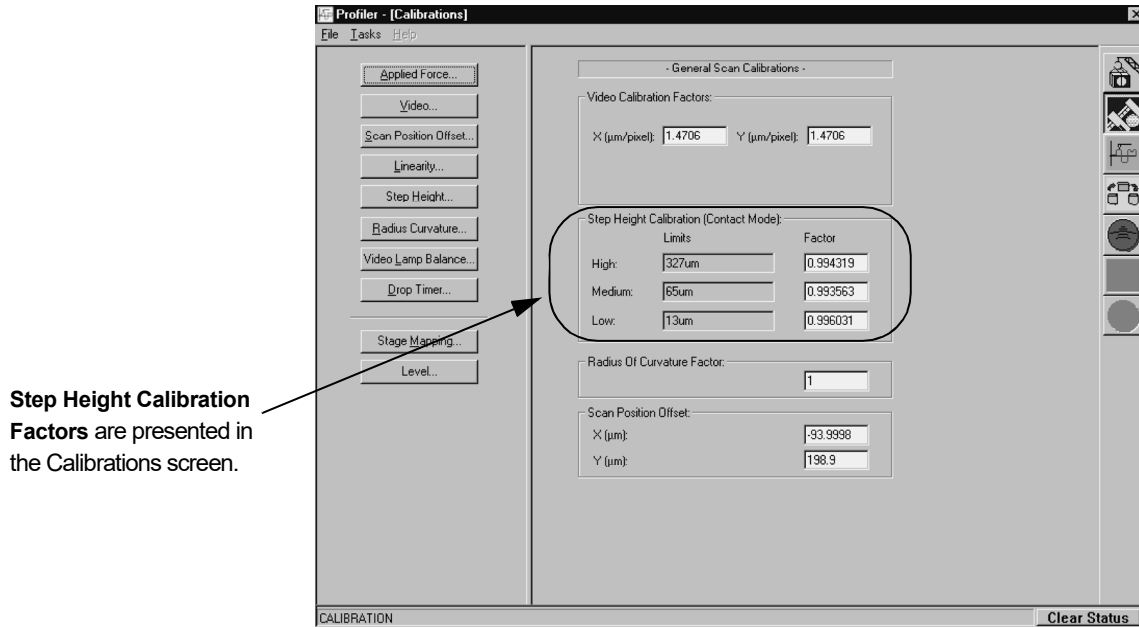 Profiler - [Calibrations]
File Tasks Help
Applied Force...
Video...
Scan Position Offset...
Linearity...
Step Height...
Radius Curvature...
Video Lamp Balance...
Drop Timer...
Stage Mapping...
Level...
- General Scan Calibrations -
Video Calibration Factors:
X (µm/pixel): 1.4706 Y (µm/pixel): 1.4706
Step Height Calibration (Contact Mode):
Limits Factor
High: 327um 0.994319
Medium: 65um 0.993563
Low: 13um 0.996031
Radius Of Curvature Factor:
1
Scan Position Offset:
X (µm): -93.9998
Y (µm): 198.9
Step Height Calibration
Factors are presented in
the Calibrations screen.
CALIBRATION Clear Status